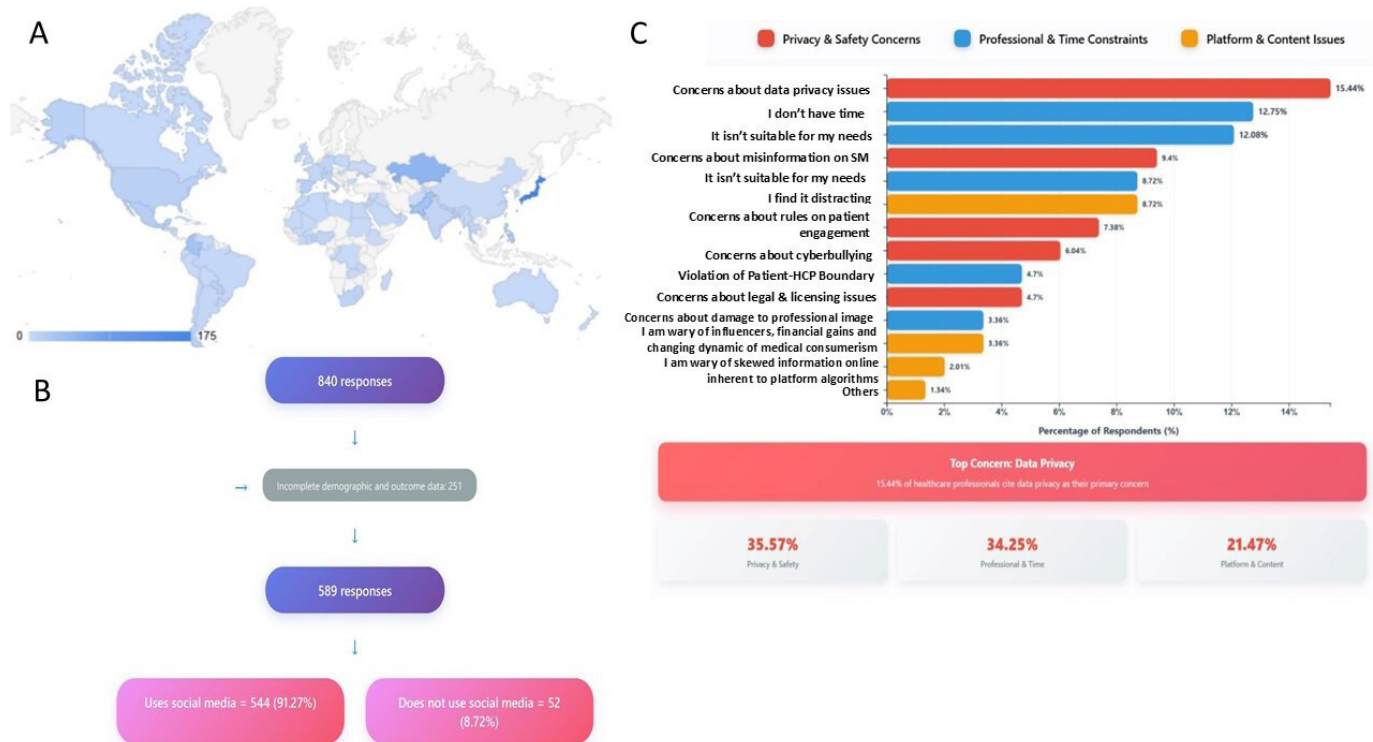 A
0
175
B
840 responses
Incomplete demographic and outcome data: 251
589 responses
Uses social media = 544 (91.27%)
Does not use social media = 52
(8.72%)
C
Privacy & Safety Concerns
Professional & Time Constraints
Platform & Content Issues
Concerns about data privacy issues
15.44%
I don't have time
12.75%
It isn't suitable for my needs
12.08%
Concerns about misinformation on SM
9.4%
It isn't suitable for my needs
8.72%
I find it distracting
8.72%
Concerns about rules on patient
engagement
7.38%
Concerns about cyberbullying
6.04%
Violation of Patient-HCP Boundary
4.7%
Concerns about legal & licensing issues
4.7%
Concerns about damage to professional image
3.36%
I am wary of influencers, financial gains and
changing dynamic of medical consumerism
3.36%
I am wary of skewed information online
inherent to platform algorithms
2.01%
Others
1.34%
0%
2%
4%
6%
8%
10%
12%
14%
Percentage of Respondents (%)
Top Concern: Data Privacy
15.44% of healthcare professionals cite data privacy as their primary concern
35.57%
Privacy & Safety
34.25%
Professional & Time
21.47%
Platform & Content